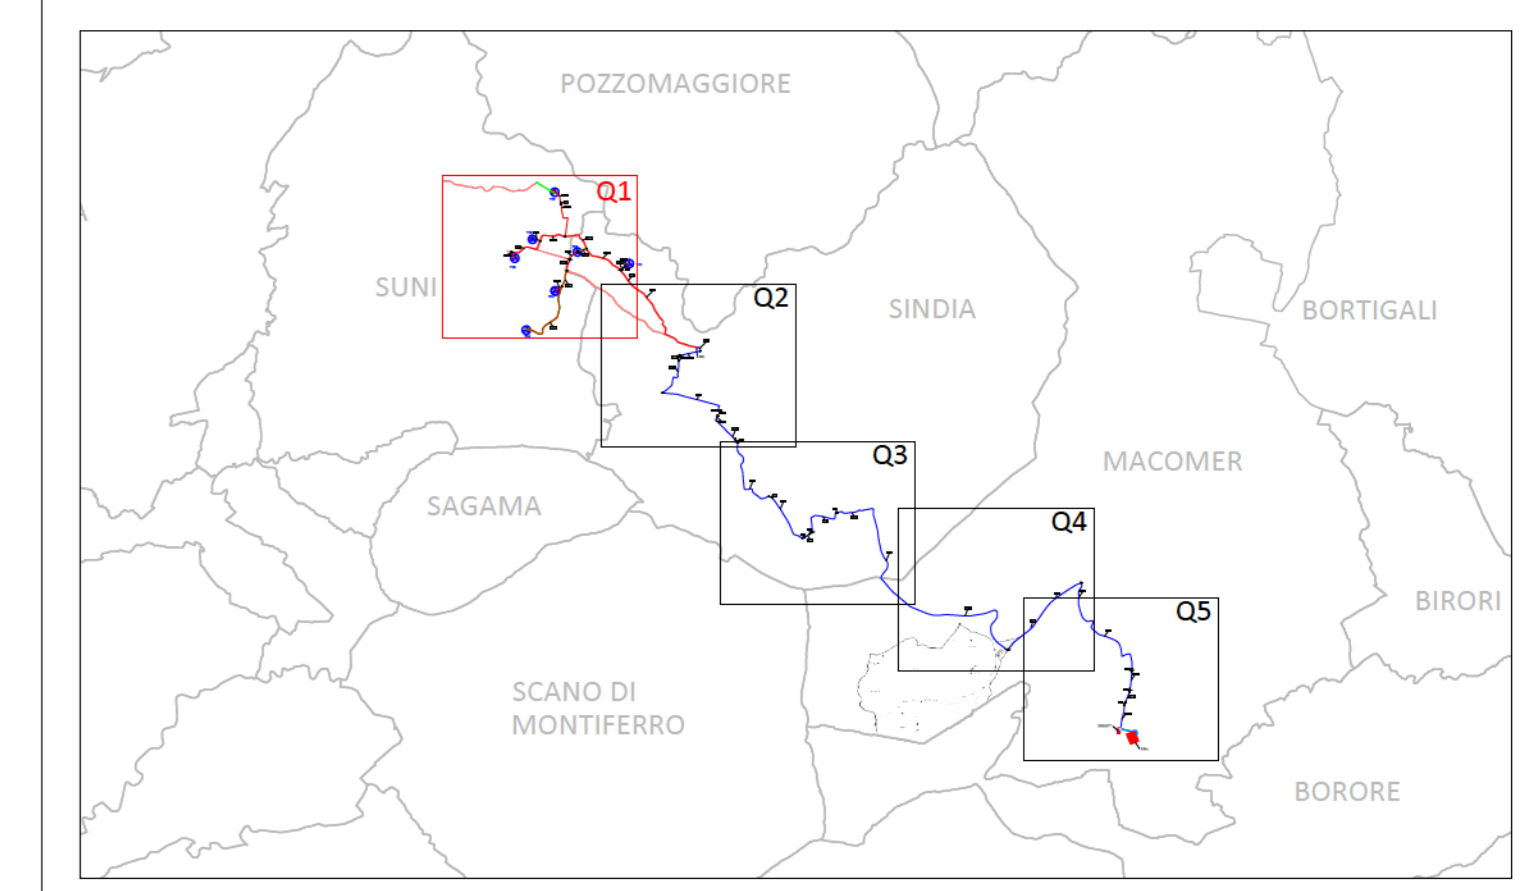 POZZOMAGGIORE
Q1
SUNI
Q2
SINDIA
BORTIGALI
Q3
MACOMER
SAGAMA
Q4
BIRORI
Q5
SCANO DI
MONTIFERRO
BORORE